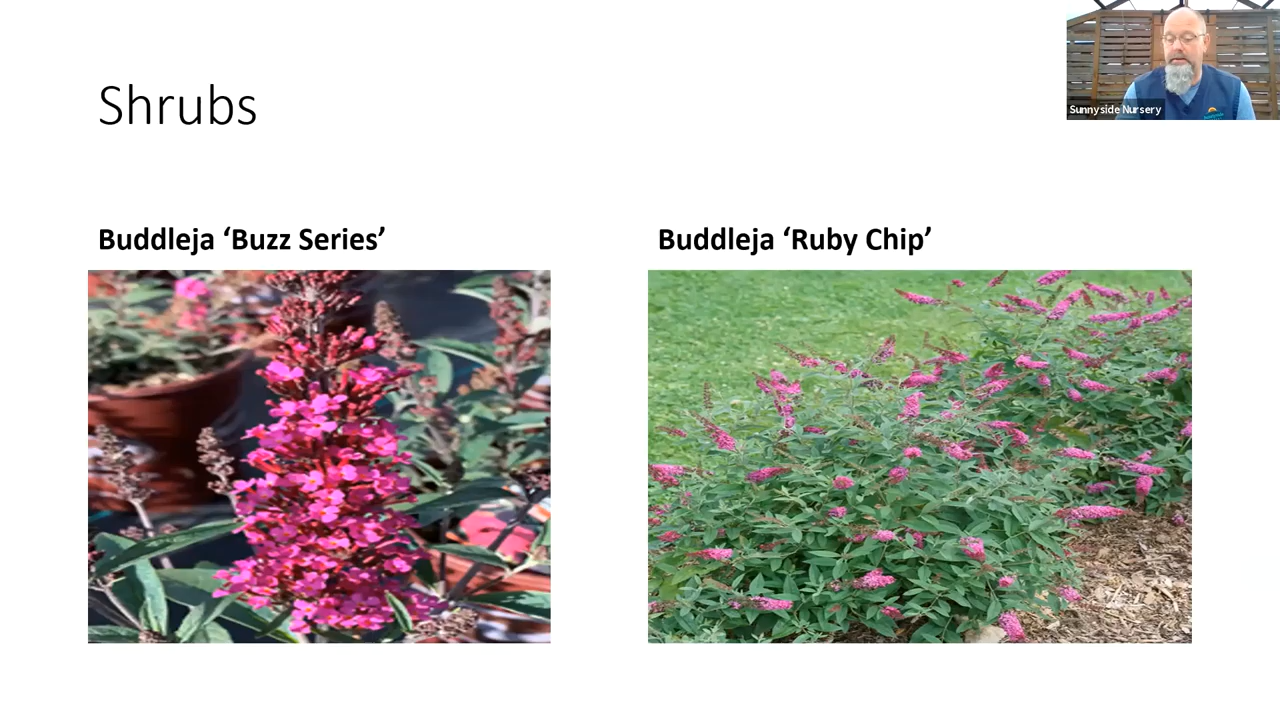 Shrubs
Sunnyside Nursery
Buddleja ‘Buzz Series’
Buddleja ‘Ruby Chip’